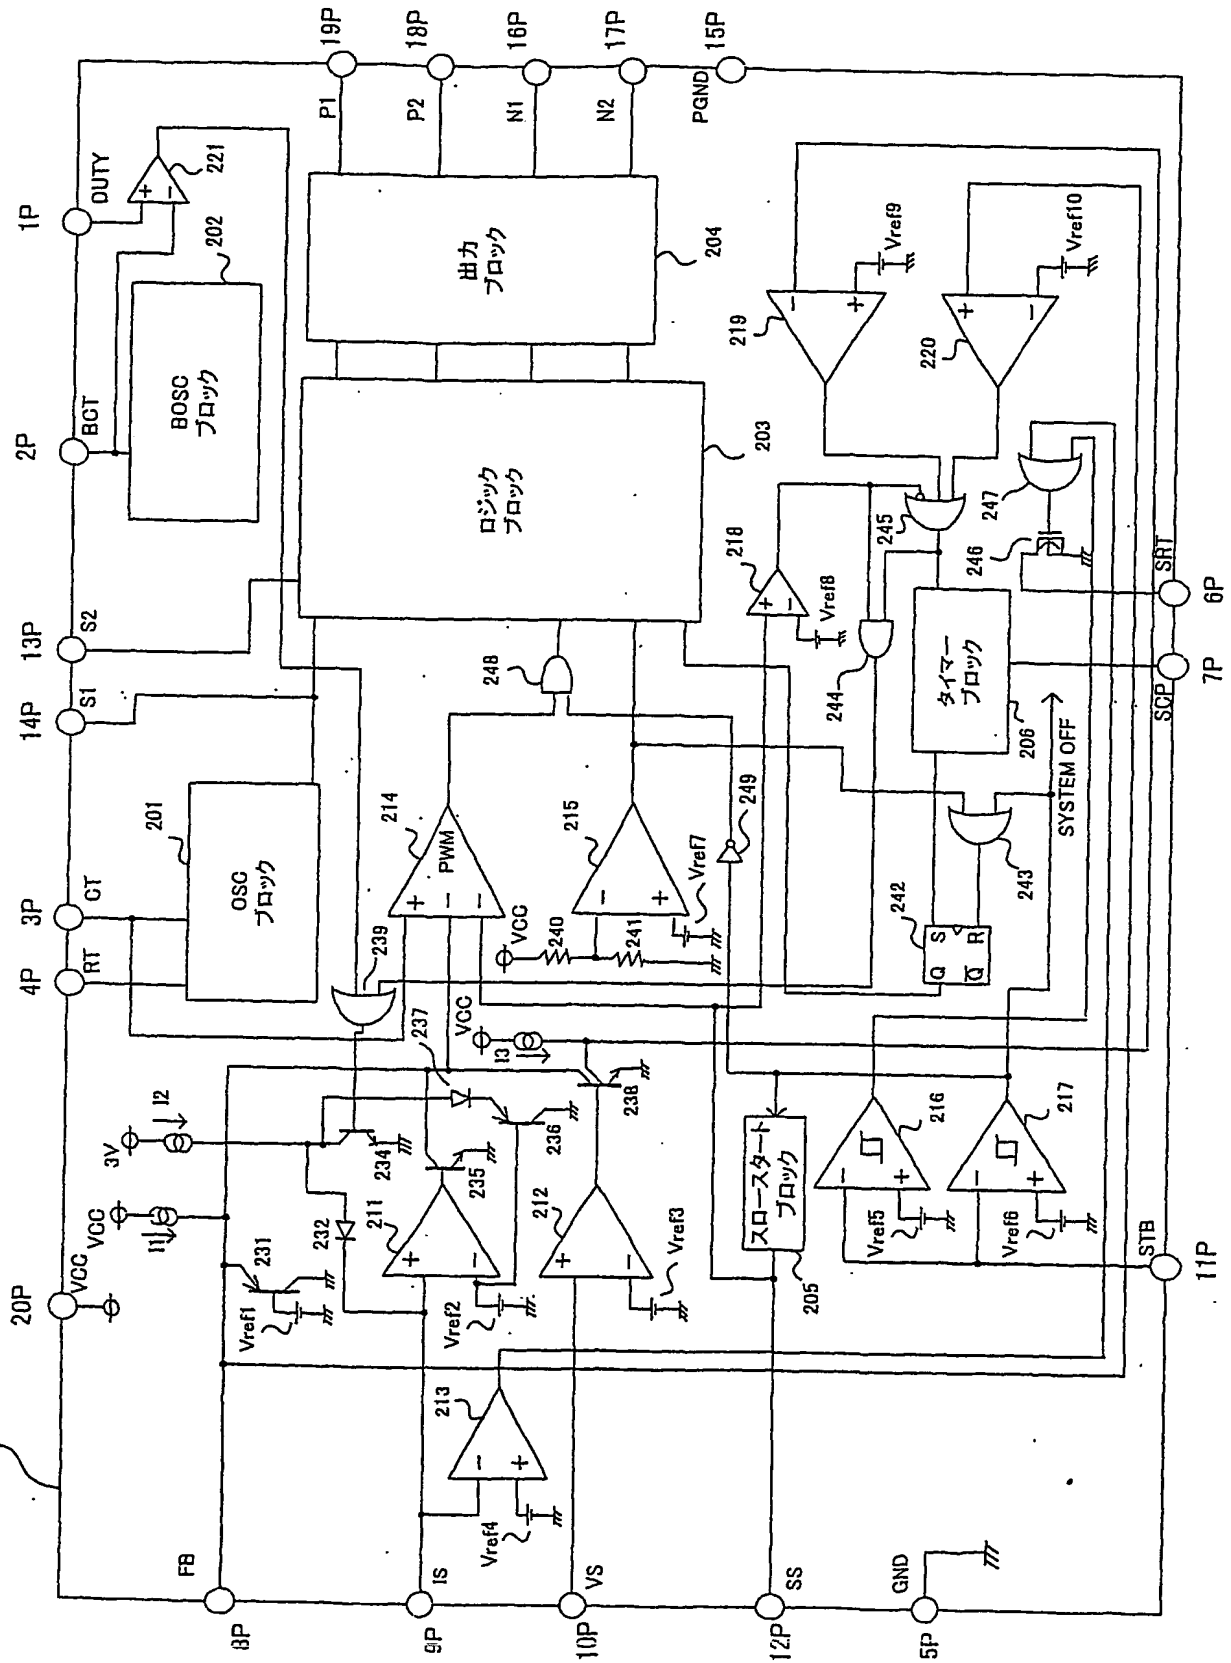 20P
VCC
4P
RT
3P
CT
14P
S1
13P
S2
2P
BCT
1P
DUTY
8P
FB
9P
IS
10P
VS
12P
SS
5P
GND
11P
STB
7P
SCP
6P
SRT
19P
P1
18P
P2
16P
N1
17P
N2
15P
PGND
OSC
ブロック
201
BOSC
ブロック
202
221
+
−
ロジック
ブロック
203
出力
ブロック
204
VCC
I1
3V
I2
231
Vref1
232
234
239
237
235
236
211
+
−
Vref2
212
+
−
Vref3
213
−
+
Vref4
VCC
I3
238
PWM
+
−
−
214
VCC
240
241
−
+
215
Vref7
248
249
スロースタート
ブロック
205
−
+
216
Vref5
−
+
217
Vref6
242
S
R
Q
Q̅
243
SYSTEM OFF
タイマー
ブロック
206
244
245
218
+
−
Vref8
219
−
+
Vref9
220
+
−
Vref10
246
247